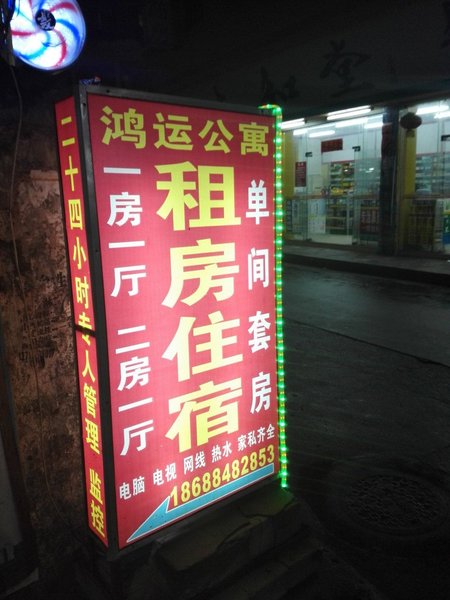 鸿运公寓
租房住宿
单间套房
一房一厅 二房一厅
电脑 电视 网线 热水 家私齐全
18688482853
二十四小时专人管理 监控